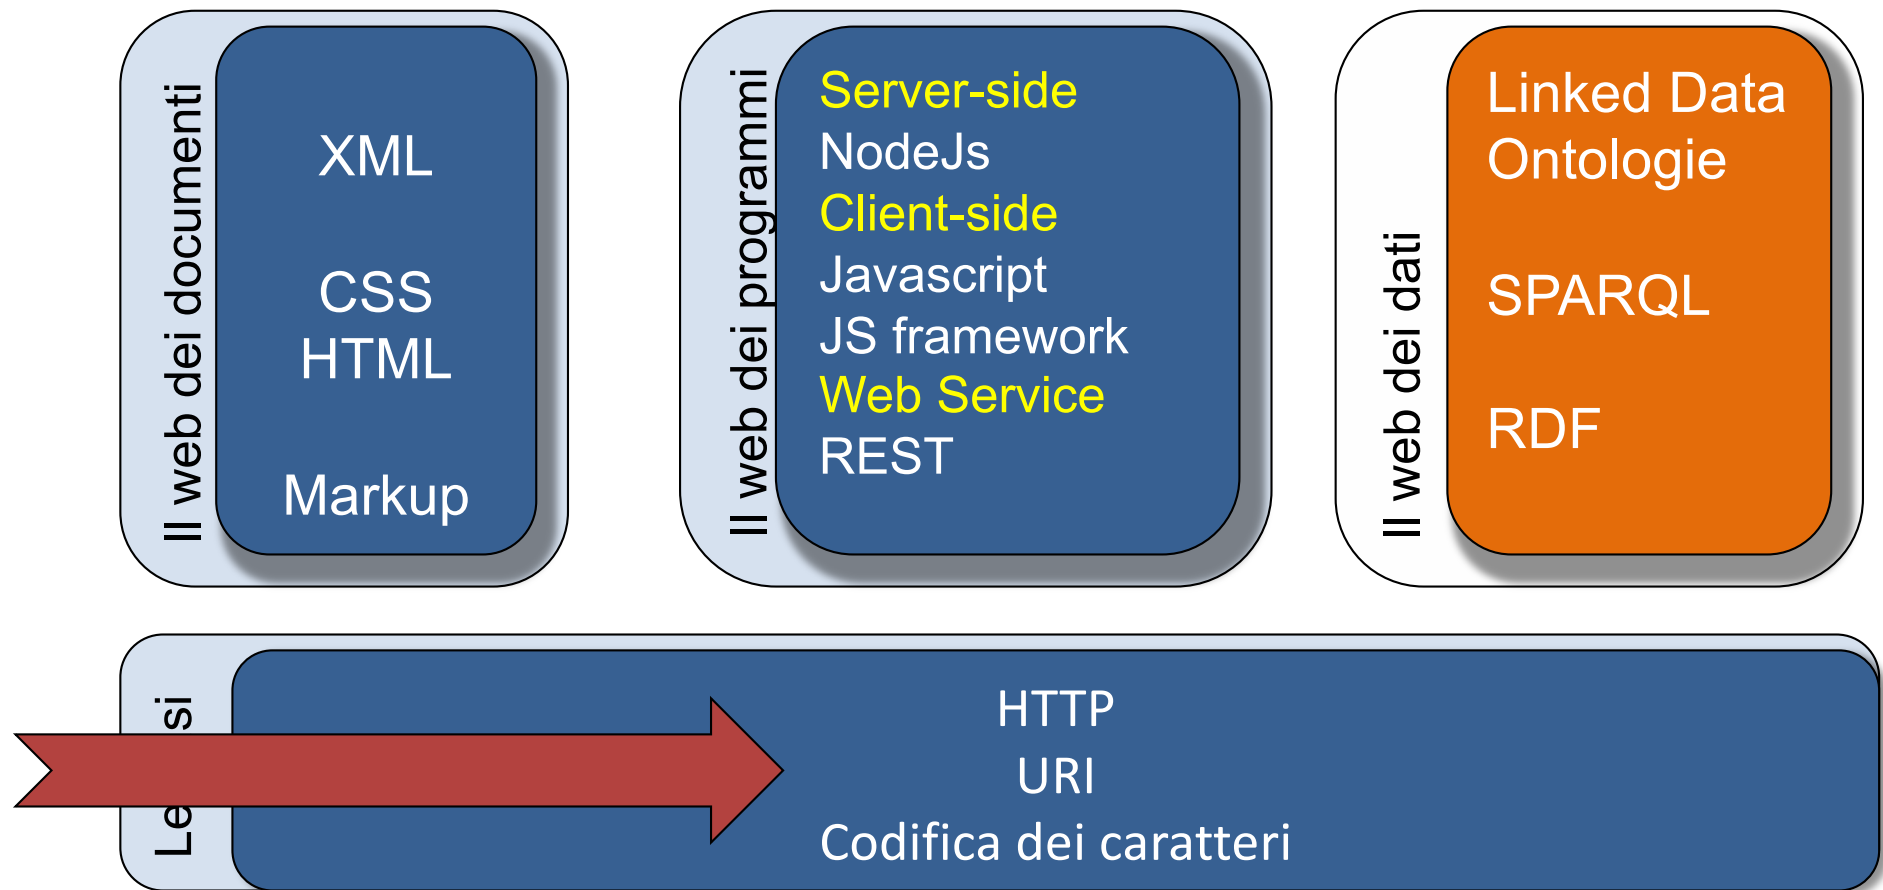 Il web dei documenti
XML
CSS
HTML
Markup
Il web dei programmi
Server-side
NodeJs
Client-side
Javascript
JS framework
Web Service
REST
Il web dei dati
Linked Data
Ontologie
SPARQL
RDF
HTTP
URI
Codifica dei caratteri